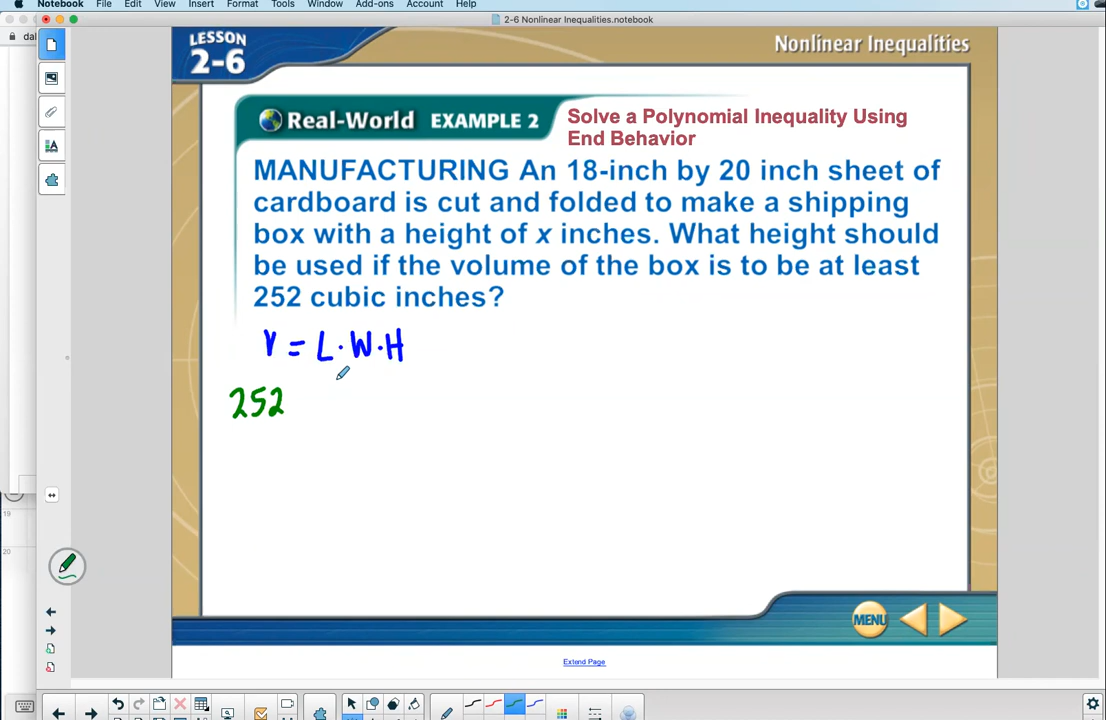 Notebook File Edit View Insert Format Tools Window Add-ons Account Help
2-6 Nonlinear Inequalities.notebook
LESSON
2-6
Nonlinear Inequalities
Real-World EXAMPLE 2
Solve a Polynomial Inequality Using
End Behavior
MANUFACTURING An 18-inch by 20 inch sheet of
cardboard is cut and folded to make a shipping
box with a height of x inches. What height should
be used if the volume of the box is to be at least
252 cubic inches?
V = L · W · H
252
19
20
MENU
Extend Page